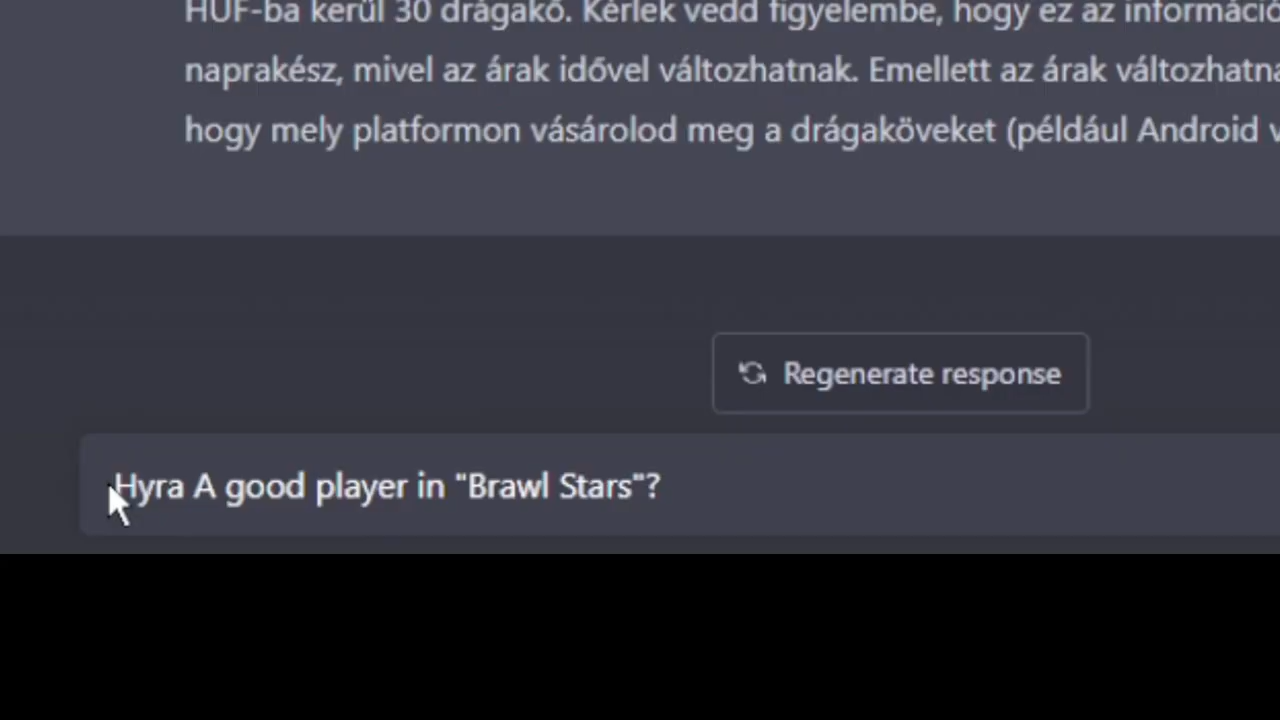 HUF-ba kerül 30 drágakő. Kérlek vedd figyelembe, hogy ez az információ
naprakész, mivel az árak idővel változhatnak. Emellett az árak változhatna
hogy mely platformon vásárolod meg a drágaköveket (például Android v
Regenerate response
Hyra A good player in "Brawl Stars"?